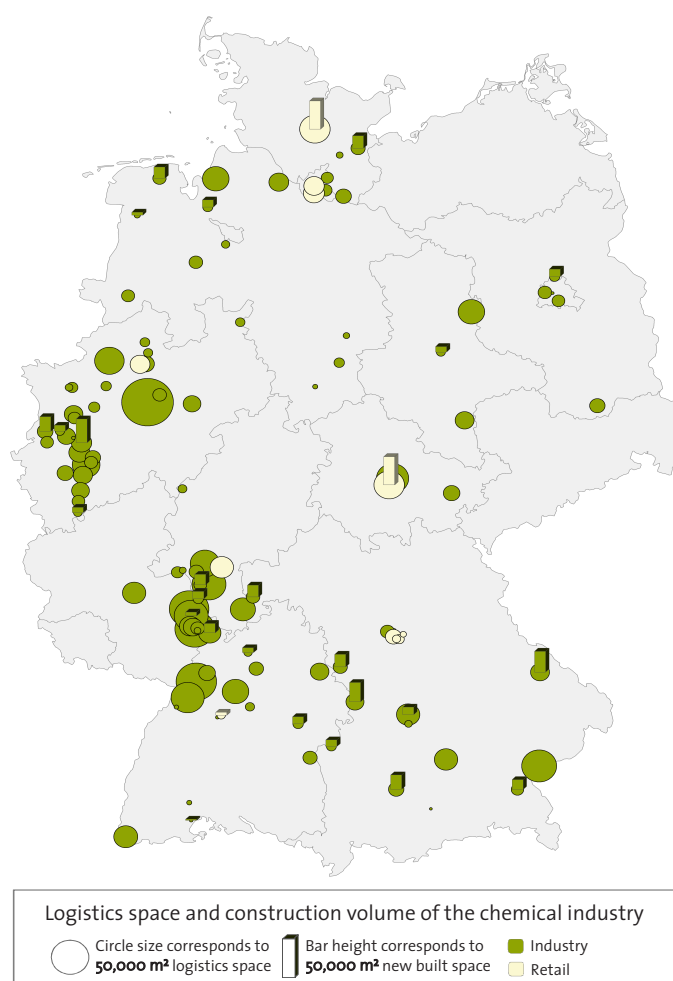 Logistics space and construction volume of the chemical industry
Circle size corresponds to
50,000 m² logistics space
Bar height corresponds to
50,000 m² new built space
Industry
Retail